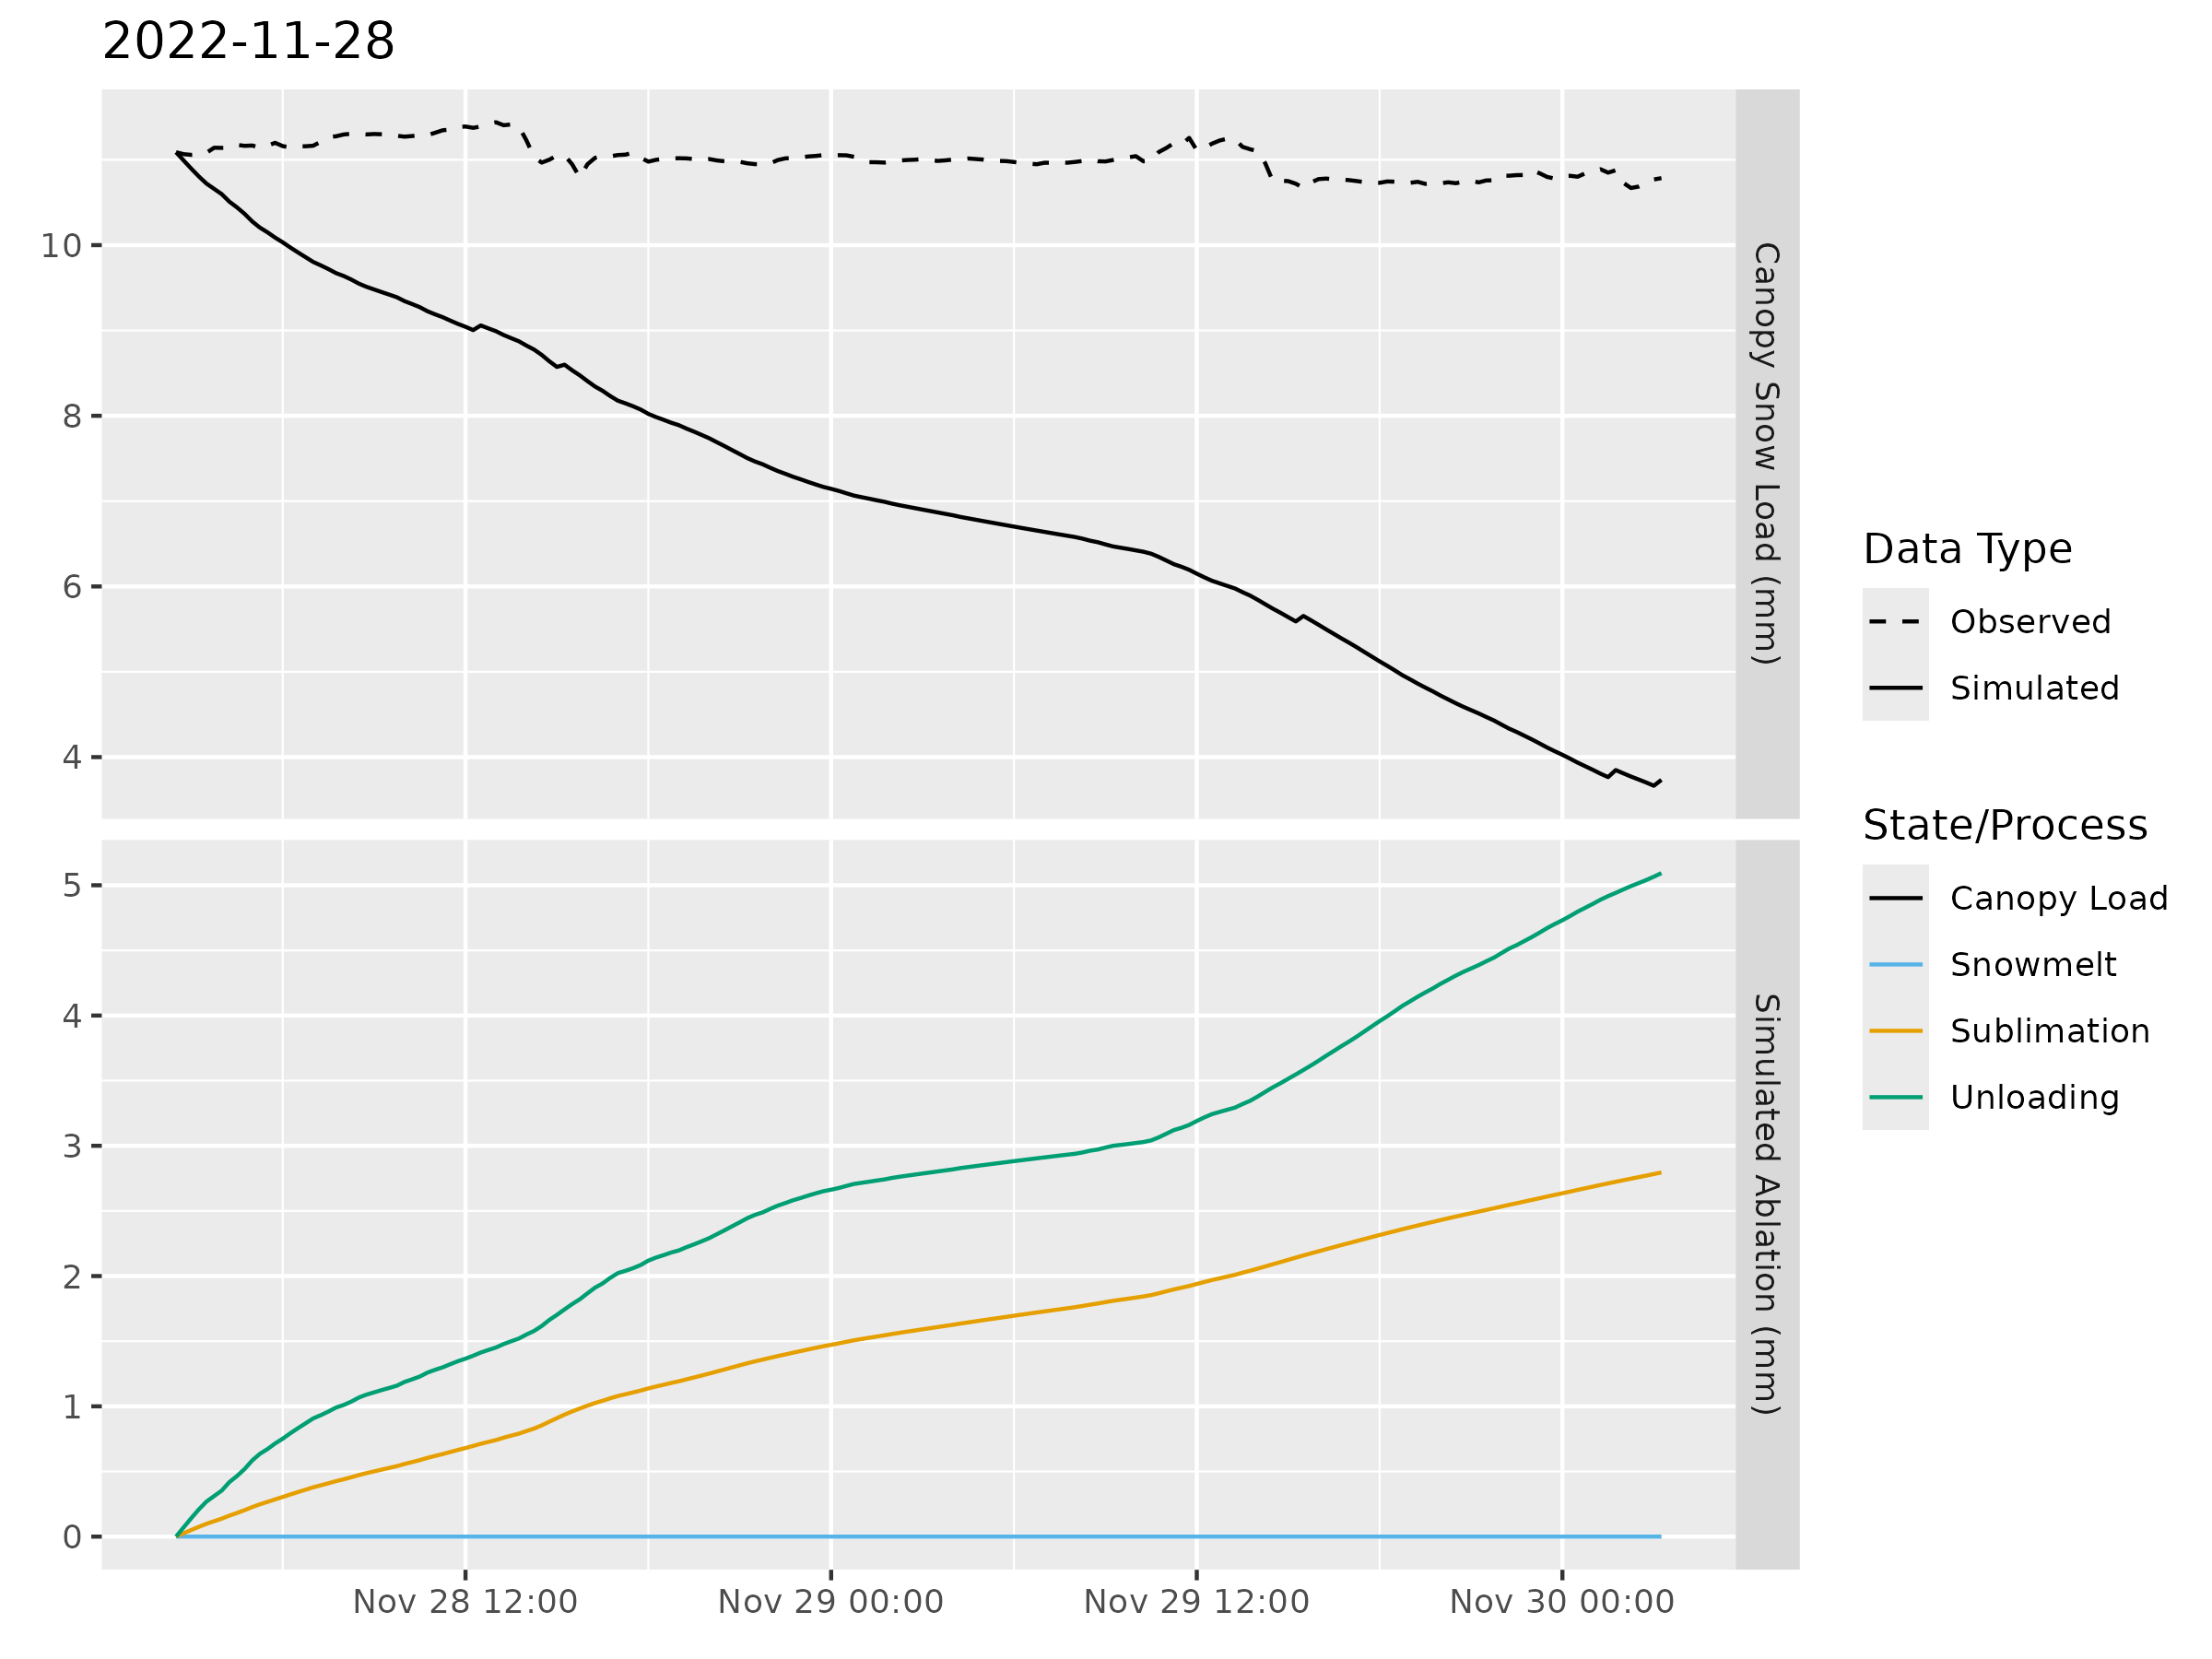 2022-11-28
10
8
6
4
Canopy Snow Load (mm)
5
4
3
2
1
0
Simulated Ablation (mm)
Nov 28 12:00
Nov 29 00:00
Nov 29 12:00
Nov 30 00:00
Data Type
Observed
Simulated
State/Process
Canopy Load
Snowmelt
Sublimation
Unloading